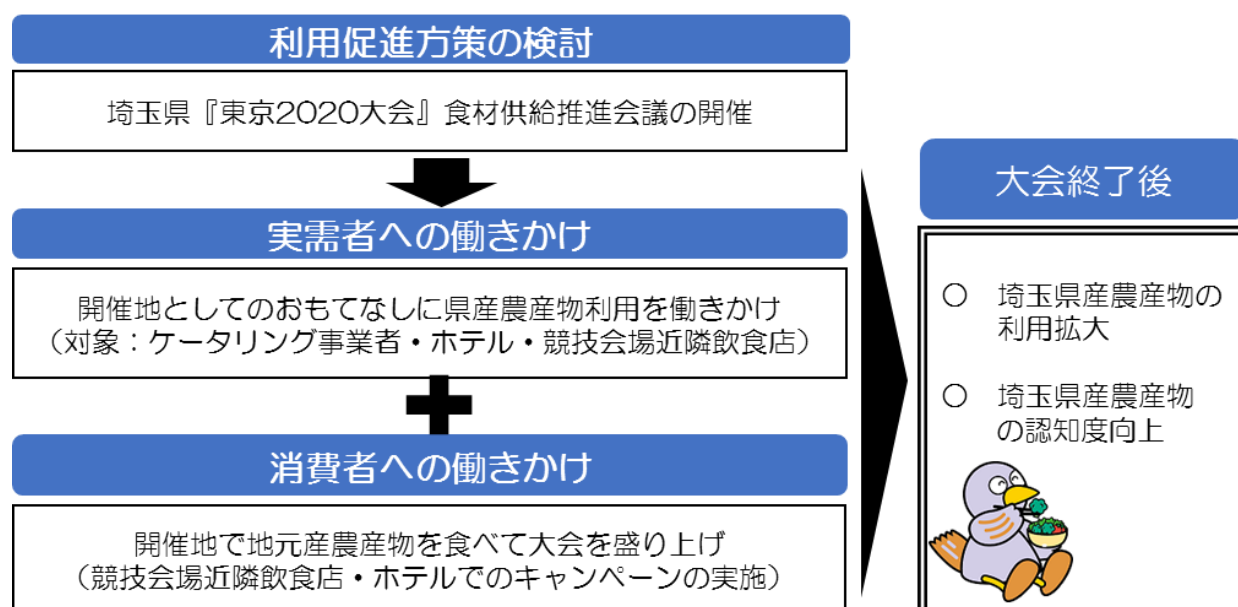 利用促進方策の検討
埼玉県『東京2020大会』食材供給推進会議の開催
実需者への働きかけ
開催地としてのおもてなしに県産農産物利用を働きかけ
（対象：ケータリング事業者・ホテル・競技会場近隣飲食店）
消費者への働きかけ
開催地で地元産農産物を食べて大会を盛り上げ
（競技会場近隣飲食店・ホテルでのキャンペーンの実施）
大会終了後
○　埼玉県産農産物の
利用拡大
○　埼玉県産農産物
の認知度向上